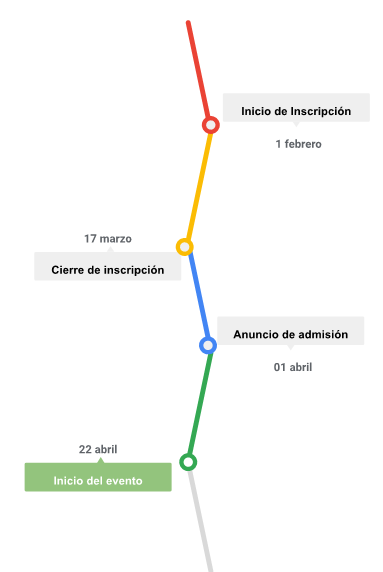 Inicio de Inscripción
1 febrero
17 marzo
Cierre de inscripción
Anuncio de admisión
01 abril
22 abril
Inicio del evento